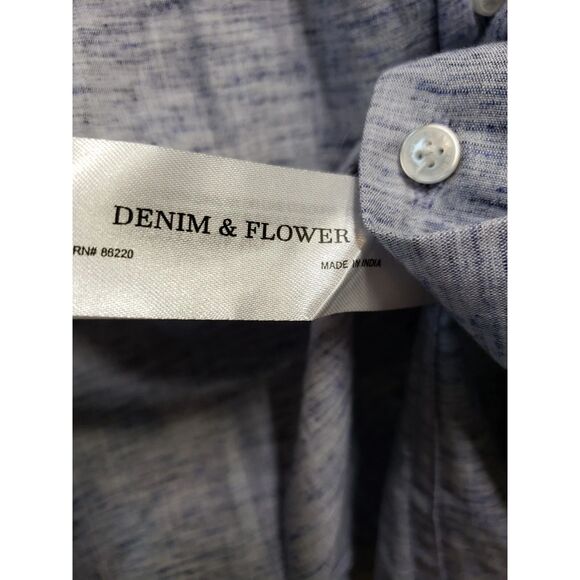 DENIM & FLOWER
RN# 86220
MADE IN INDIA